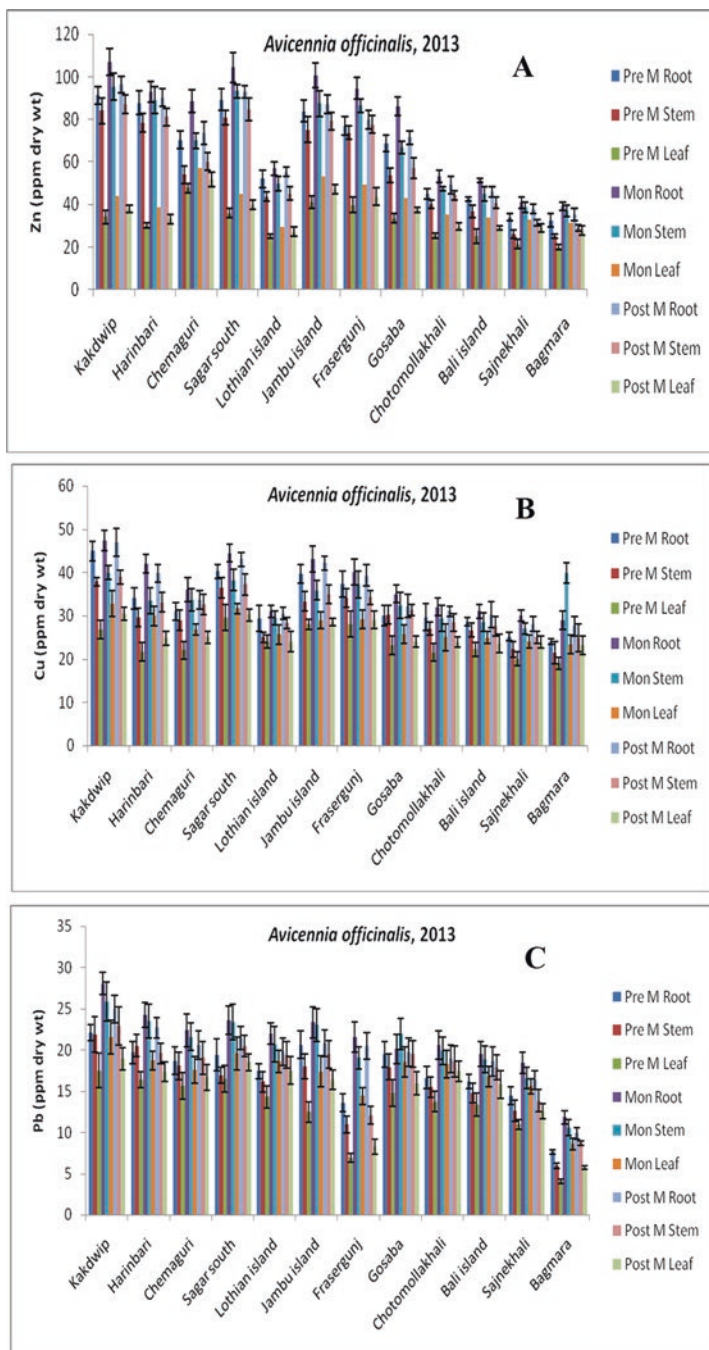 Avicennia officinalis, 2013
A
Zn (ppm dry wt)
120
100
80
60
40
20
0
Kakdwip
Harinbari
Chemaguri
Sagar south
Lothian island
Jambu island
Frasergunj
Gosaba
Chotomollakhali
Bali island
Sajnekhali
Bagmara
Pre M Root
Pre M Stem
Pre M Leaf
Mon Root
Mon Stem
Mon Leaf
Post M Root
Post M Stem
Post M Leaf
Avicennia officinalis, 2013
B
Cu (ppm dry wt)
60
50
40
30
20
10
0
Kakdwip
Harinbari
Chemaguri
Sagar south
Lothian island
Jambu island
Frasergunj
Gosaba
Chotomollakhali
Bali island
Sajnekhali
Bagmara
Pre M Root
Pre M Stem
Pre M Leaf
Mon Root
Mon Stem
Mon Leaf
Post M Root
Post M Stem
Post M Leaf
Avicennia officinalis, 2013
C
Pb (ppm dry wt)
35
30
25
20
15
10
5
0
Kakdwip
Harinbari
Chemaguri
Sagar south
Lothian island
Jambu island
Frasergunj
Gosaba
Chotomollakhali
Bali island
Sajnekhali
Bagmara
Pre M Root
Pre M Stem
Pre M Leaf
Mon Root
Mon Stem
Mon Leaf
Post M Root
Post M Stem
Post M Leaf